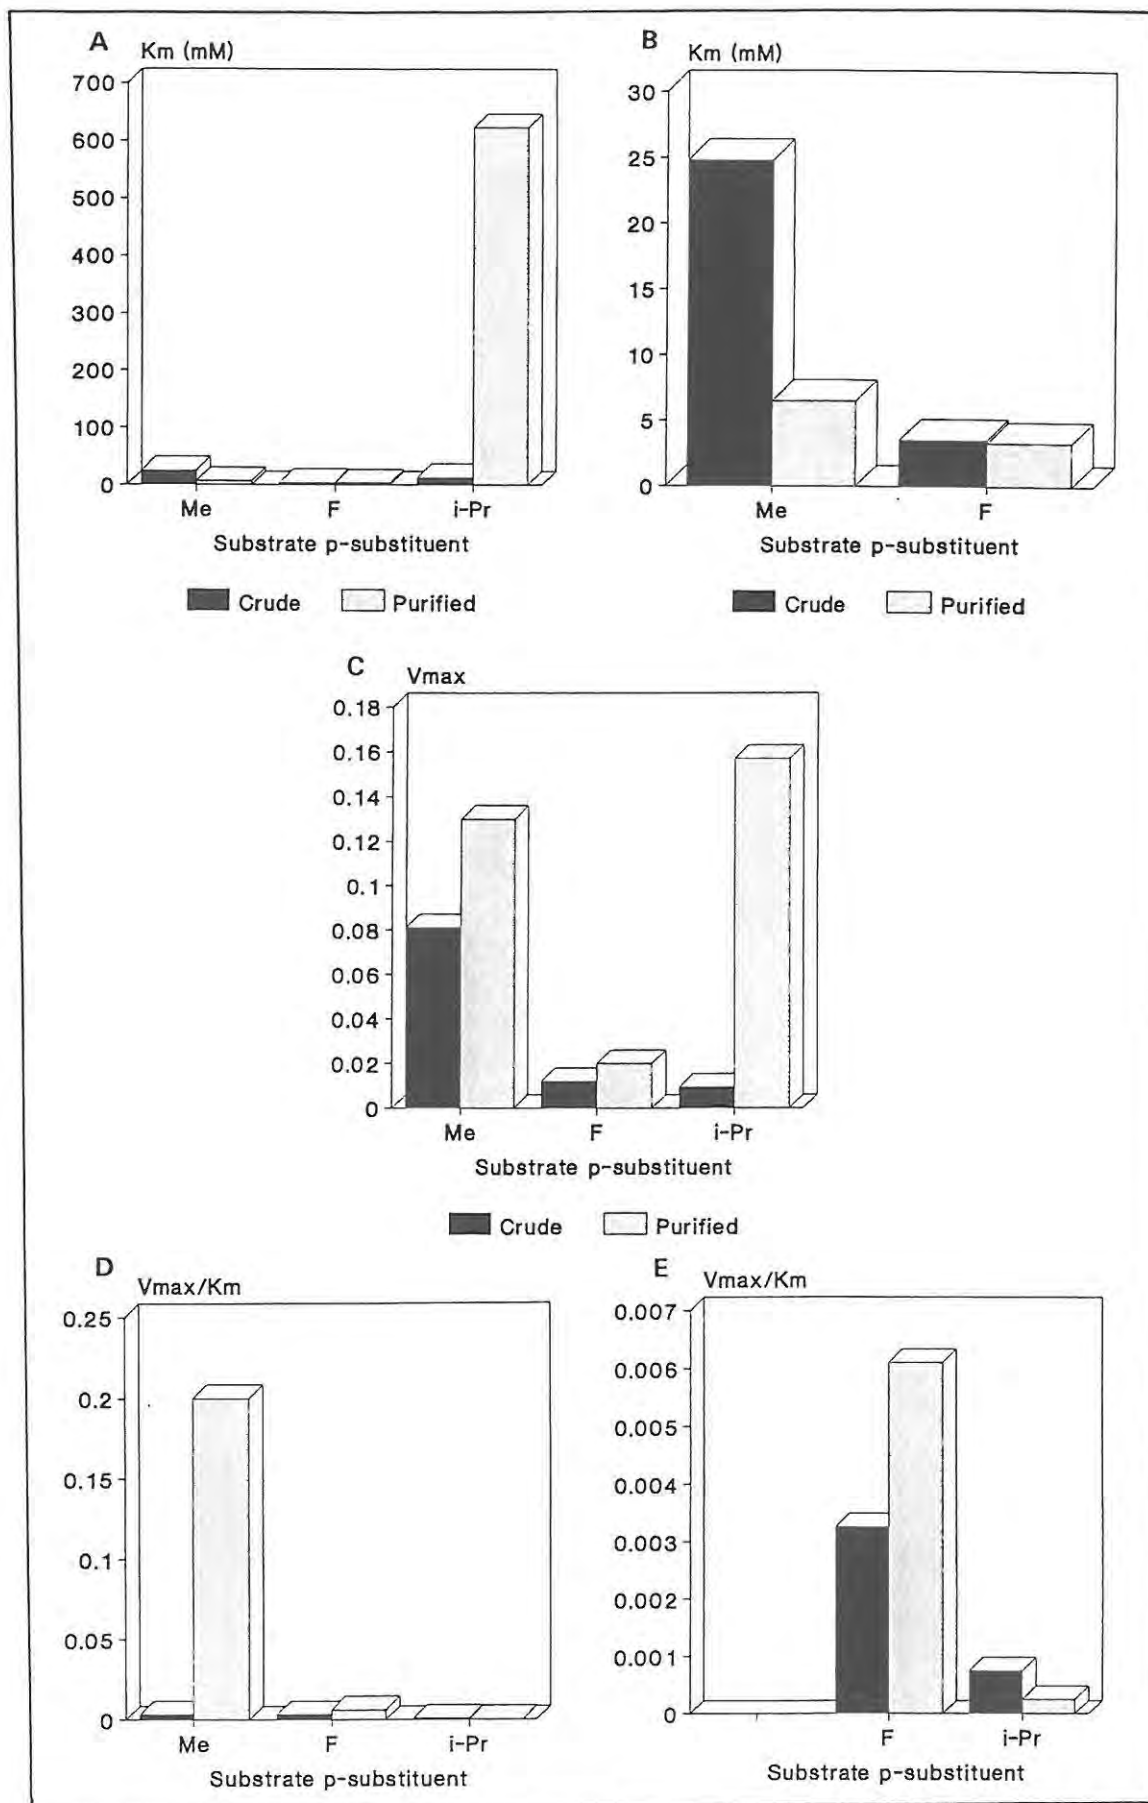 A
Km (mM)
700
600
500
400
300
200
100
0
Me F i-Pr
Substrate p-substituent
Crude Purified
B
Km (mM)
30
25
20
15
10
5
0
Me F
Substrate p-substituent
Crude Purified
C
Vmax
0.18
0.16
0.14
0.12
0.1
0.08
0.06
0.04
0.02
0
Me F i-Pr
Substrate p-substituent
Crude Purified
D
Vmax/Km
0.25
0.2
0.15
0.1
0.05
0
Me F i-Pr
Substrate p-substituent
E
Vmax/Km
0.007
0.006
0.005
0.004
0.003
0.002
0.001
0
F i-Pr
Substrate p-substituent